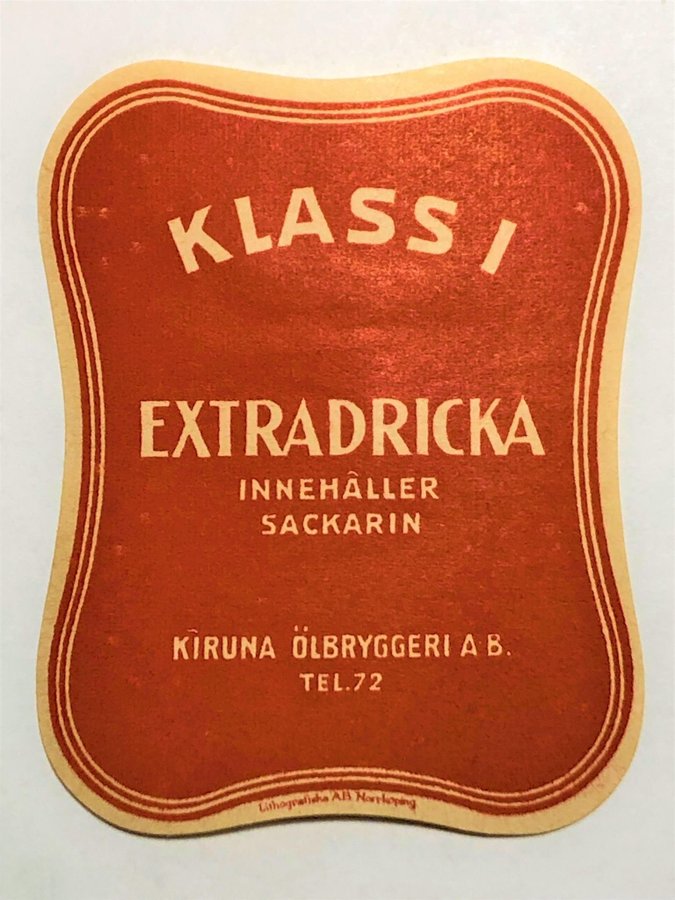 KLASS I
EXTRADRICKA
INNEHÅLLER
SACKARIN
KIRUNA ÖLBRYGGERI A B.
TEL.72
Lithografiska AB Norrköping